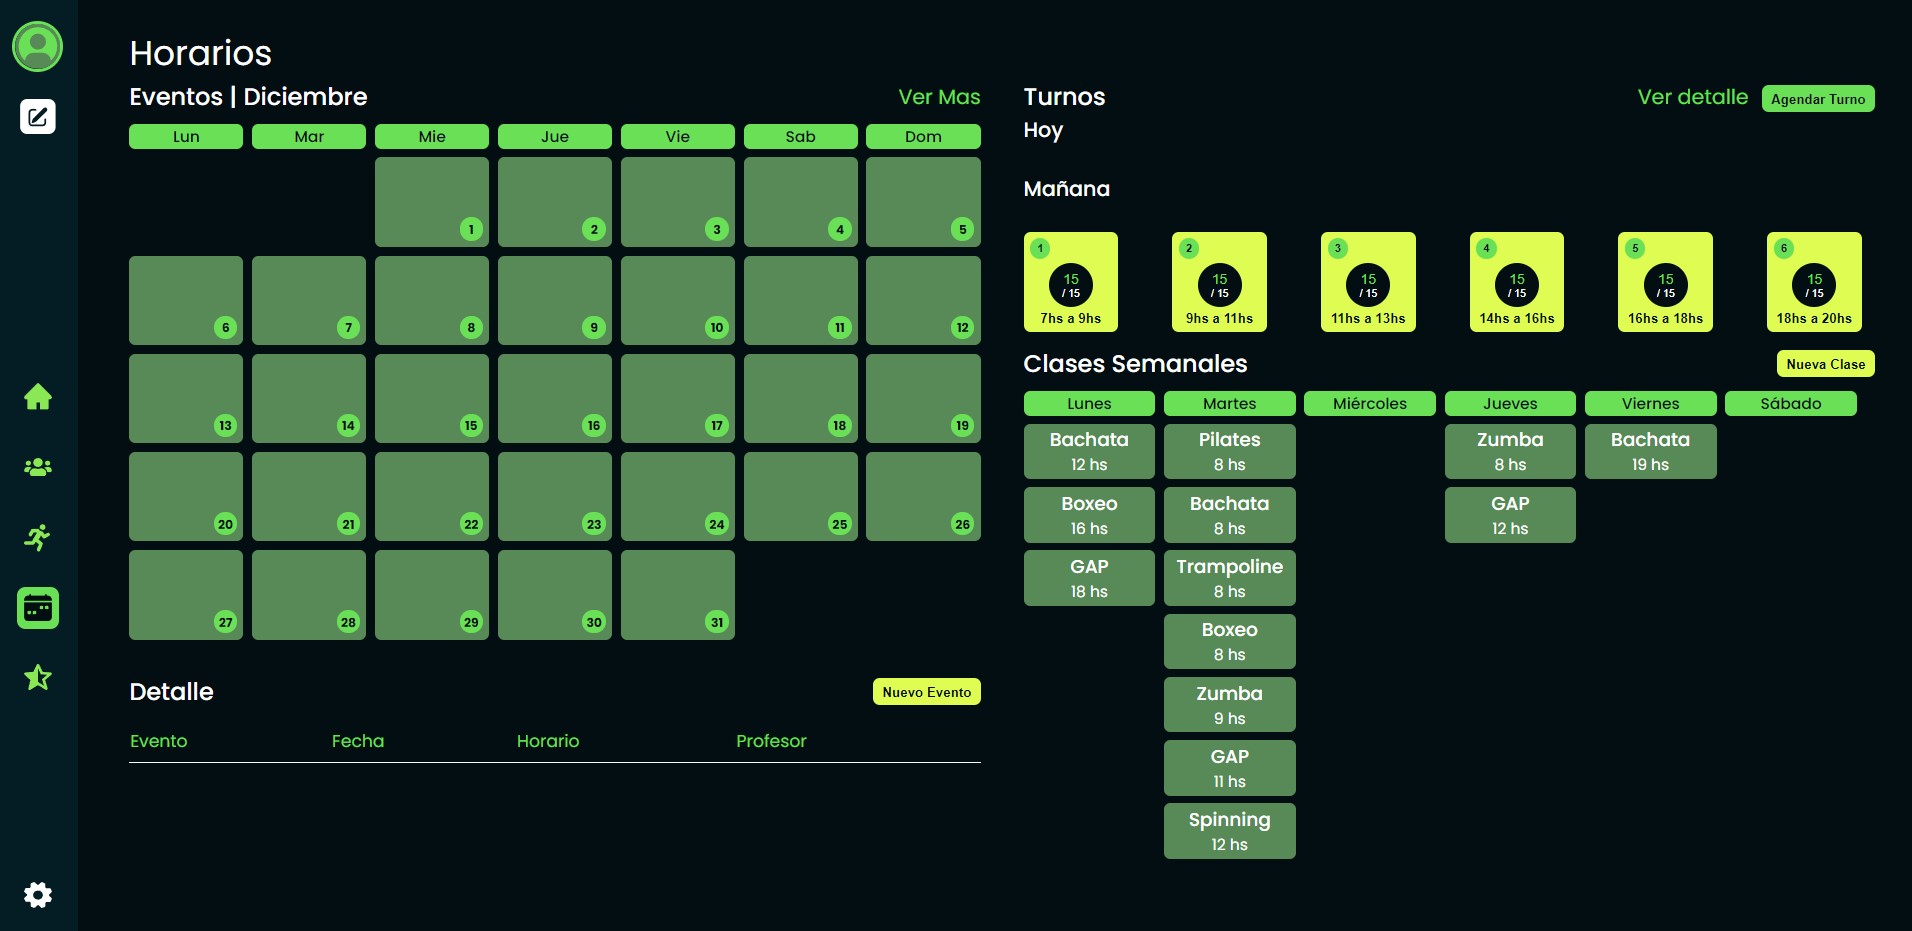 Horarios
Eventos | Diciembre
Ver Mas
Lun Mar Mie Jue Vie Sab Dom
1 2 3 4 5
6 7 8 9 10 11 12
13 14 15 16 17 18 19
20 21 22 23 24 25 26
27 28 29 30 31
Detalle
Nuevo Evento
Evento Fecha Horario Profesor
Turnos
Ver detalle
Agendar Turno
Hoy
Mañana
1
15
/ 15
7hs a 9hs
2
15
/ 15
9hs a 11hs
3
15
/ 15
11hs a 13hs
4
15
/ 15
14hs a 16hs
5
15
/ 15
16hs a 18hs
6
15
/ 15
18hs a 20hs
Clases Semanales
Nueva Clase
Lunes
Bachata
12 hs
Boxeo
16 hs
GAP
18 hs
Martes
Pilates
8 hs
Bachata
8 hs
Trampoline
8 hs
Boxeo
8 hs
Zumba
9 hs
GAP
11 hs
Spinning
12 hs
Miércoles
Jueves
Zumba
8 hs
GAP
12 hs
Viernes
Bachata
19 hs
Sábado